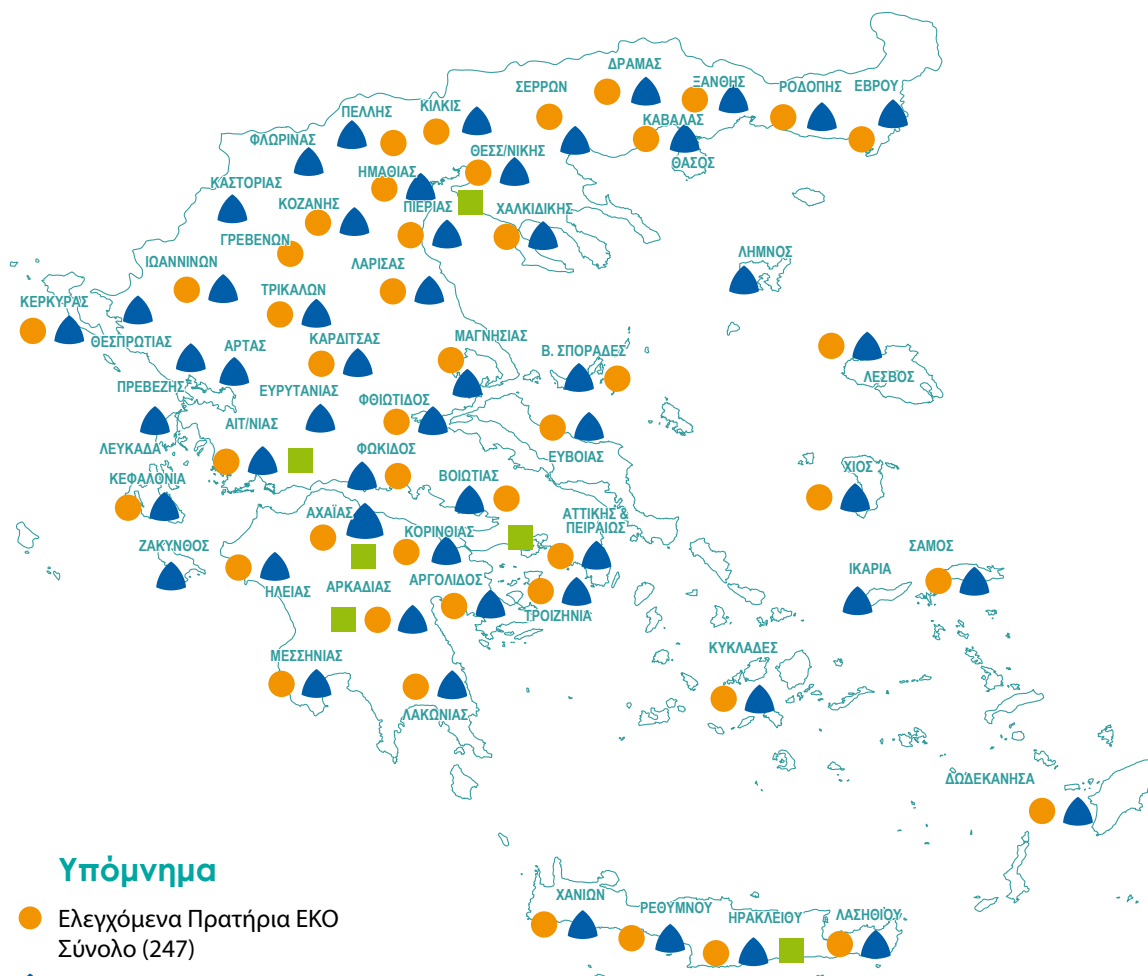 ΔΡΑΜΑΣ
ΞΑΝΘΗΣ
ΡΟΔΟΠΗΣ
ΕΒΡΟΥ
ΣΕΡΡΩΝ
ΚΙΛΚΙΣ
ΠΕΛΛΗΣ
ΚΑΒΑΛΑΣ
ΦΛΩΡΙΝΑΣ
ΘΕΣΣ/ΝΙΚΗΣ
ΘΑΣΟΣ
ΗΜΑΘΙΑΣ
ΚΑΣΤΟΡΙΑΣ
ΚΟΖΑΝΗΣ
ΠΙΕΡΙΑΣ
ΧΑΛΚΙΔΙΚΗΣ
ΓΡΕΒΕΝΩΝ
ΛΗΜΝΟΣ
ΙΩΑΝΝΙΝΩΝ
ΛΑΡΙΣΑΣ
ΤΡΙΚΑΛΩΝ
ΚΕΡΚΥΡΑΣ
ΜΑΓΝΗΣΙΑΣ
ΚΑΡΔΙΤΣΑΣ
ΘΕΣΠΡΩΤΙΑΣ
ΑΡΤΑΣ
Β. ΣΠΟΡΑΔΕΣ
ΛΕΣΒΟΣ
ΠΡΕΒΕΖΗΣ
ΕΥΡΥΤΑΝΙΑΣ
ΦΘΙΩΤΙΔΟΣ
ΑΙΤ/ΝΙΑΣ
ΛΕΥΚΑΔΑ
ΦΩΚΙΔΟΣ
ΕΥΒΟΙΑΣ
ΚΕΦΑΛΟΝΙΑ
ΒΟΙΩΤΙΑΣ
ΧΙΟΣ
ΑΧΑΪΑΣ
ΚΟΡΙΝΘΙΑΣ
ΑΤΤΙΚΗΣ &
ΠΕΙΡΑΙΩΣ
ΖΑΚΥΝΘΟΣ
ΣΑΜΟΣ
ΙΚΑΡΙΑ
ΗΛΕΙΑΣ
ΑΡΚΑΔΙΑΣ
ΑΡΓΟΛΙΔΟΣ
ΤΡΟΙΖΗΝΙΑ
ΜΕΣΣΗΝΙΑΣ
ΚΥΚΛΑΔΕΣ
ΛΑΚΩΝΙΑΣ
ΔΩΔΕΚΑΝΗΣΑ
Υπόμνημα
Ελεγχόμενα Πρατήρια ΕΚΟ
Σύνολο (247)
ΧΑΝΙΩΝ
ΡΕΘΥΜΝΟΥ
ΗΡΑΚΛΕΙΟΥ
ΛΑΣΗΘΙΟΥ